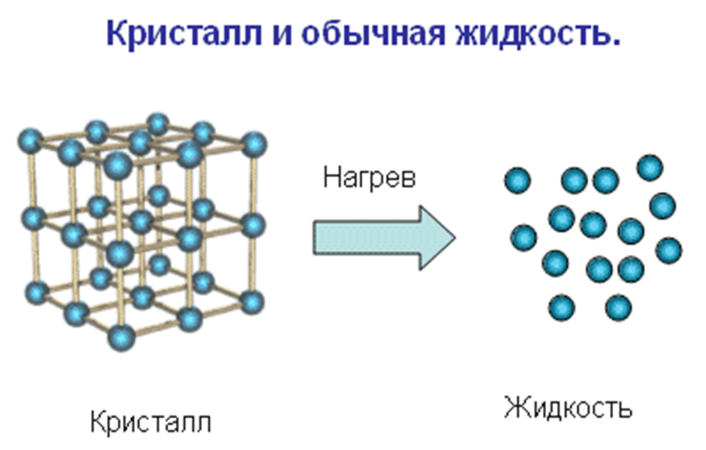 Кристалл и обычная жидкость.
Нагрев
Кристалл
Жидкость